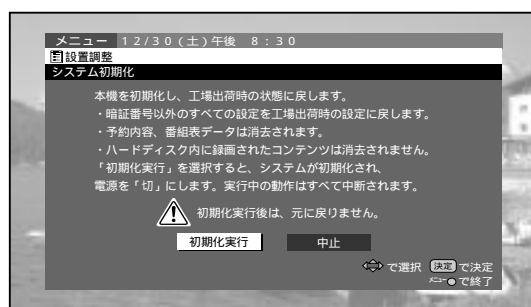 メニュー 12/30(土)午後 8:30
設置調整
システム初期化
本機を初期化し、工場出荷時の状態に戻します。
・暗証番号以外のすべての設定を工場出荷時の設定に戻します。
・予約内容、番組表データは消去されます。
・ハードディスク内に録画されたコンテンツは消去されません。
「初期化実行」を選択すると、システムが初期化され、
電源を「切」にします。実行中の動作はすべて中断されます。
初期化実行後は、元に戻りません。
初期化実行 中止
で選択 決定 で決定
メニュー で終了